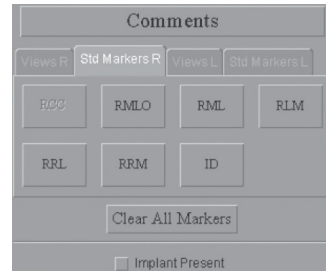 Comments
Views R Std Markers R Views L Std Markers L
RCC RMLO RML RLM
RRL RRM ID
Clear All Markers
Implant Present